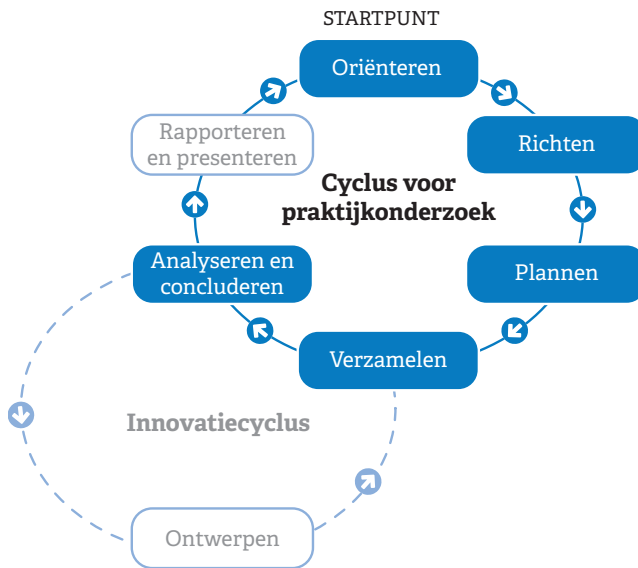 STARTPUNT
Oriënteren
Rapporteren
en presenteren
Richten
Cyclus voor
praktijkonderzoek
Analyseren en
concluderen
Plannen
Verzamelen
Innovatiecyclus
Ontwerpen